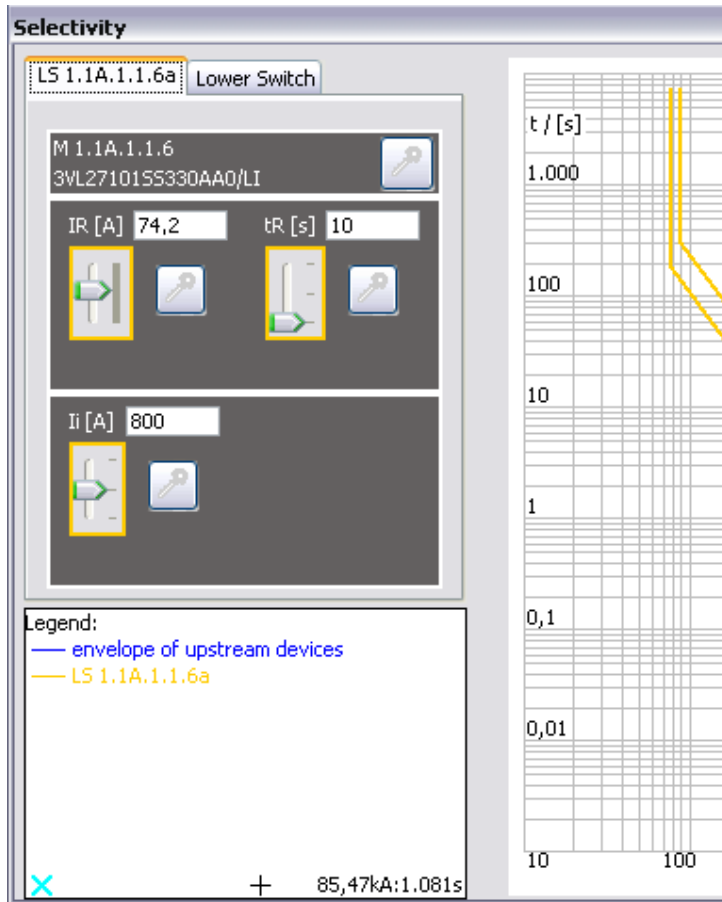 Selectivity
LS 1.1A.1.1.6a Lower Switch
M 1.1A.1.1.6
3VL27101SS330AA0/LI
IR [A] 74,2 tR [s] 10
Ii [A] 800
Legend:
envelope of upstream devices
LS 1.1A.1.1.6a
85,47kA:1.081s
t / [s]
1.000
100
10
1
0,1
0,01
10 100